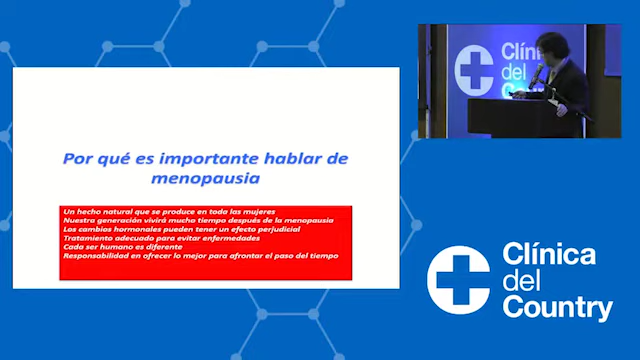 Por qué es importante hablar de
menopausia
Un hecho natural que se produce en toda las mujeres
Nuestra generación vivirá mucho tiempo después de la menopausia
Los cambios hormonales pueden tener un efecto perjudicial
Tratamiento adecuado para evitar enfermedades
Cada ser humano es diferente
Responsabilidad en ofrecer lo mejor para afrontar el paso del tiempo
Clínica
del
Country
Clínica
del
Country